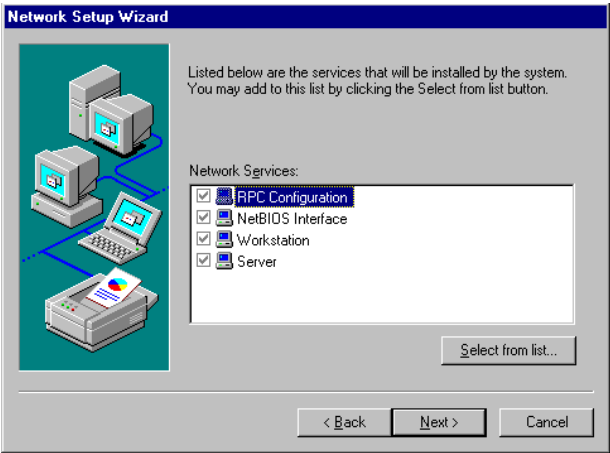 Network Setup Wizard
Listed below are the services that will be installed by the system.
You may add to this list by clicking the Select from list button.
Network Services:
RPC Configuration
NetBIOS Interface
Workstation
Server
Select from list...
< Back
Next >
Cancel